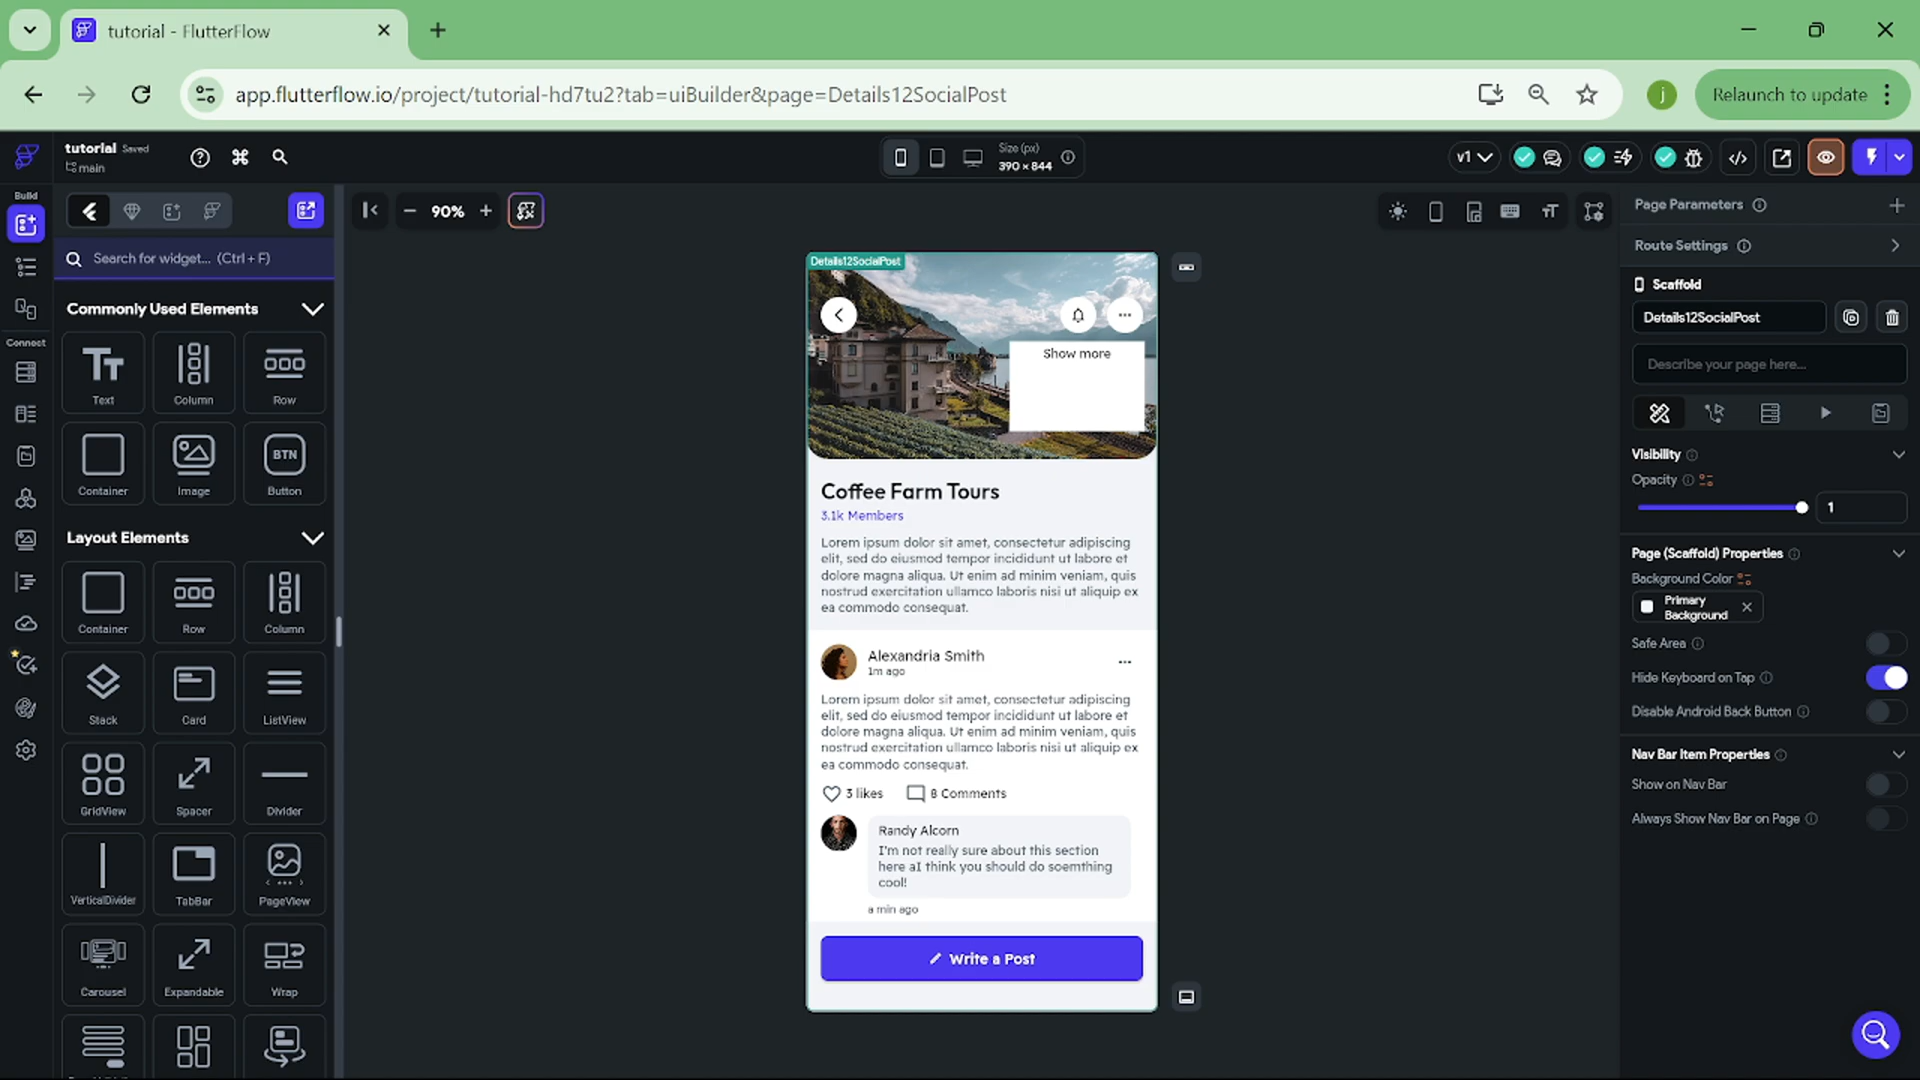 tutorial - FlutterFlow
app.flutterflow.io/project/tutorial-hd7tu2?tab=uiBuilder&page=Details12SocialPost
j
Relaunch to update
tutorial Saved
main
Size (px)
390 × 844
v1
Build
Connect
90%
Search for widget... (Ctrl + F)
Commonly Used Elements
Text
Column
Row
Container
Image
BTN
Button
Layout Elements
Container
Row
Column
Stack
Card
ListView
GridView
Spacer
Divider
VerticalDivider
TabBar
PageView
Carousel
Expandable
Wrap
Details12SocialPost
Show more
Coffee Farm Tours
3.1k Members
Lorem ipsum dolor sit amet, consectetur adipiscing
elit, sed do eiusmod tempor incididunt ut labore et
dolore magna aliqua. Ut enim ad minim veniam, quis
nostrud exercitation ullamco laboris nisi ut aliquip ex
ea commodo consequat.
Alexandria Smith
1m ago
Lorem ipsum dolor sit amet, consectetur adipiscing
elit, sed do eiusmod tempor incididunt ut labore et
dolore magna aliqua. Ut enim ad minim veniam, quis
nostrud exercitation ullamco laboris nisi ut aliquip ex
ea commodo consequat.
3 likes
8 Comments
Randy Alcorn
I'm not really sure about this section
here aI think you should do soemthing
cool!
a min ago
Write a Post
Page Parameters
Route Settings
Scaffold
Details12SocialPost
Describe your page here...
Visibility
Opacity
1
Page (Scaffold) Properties
Background Color
Primary
Background
Safe Area
Hide Keyboard on Tap
Disable Android Back Button
Nav Bar Item Properties
Show on Nav Bar
Always Show Nav Bar on Page